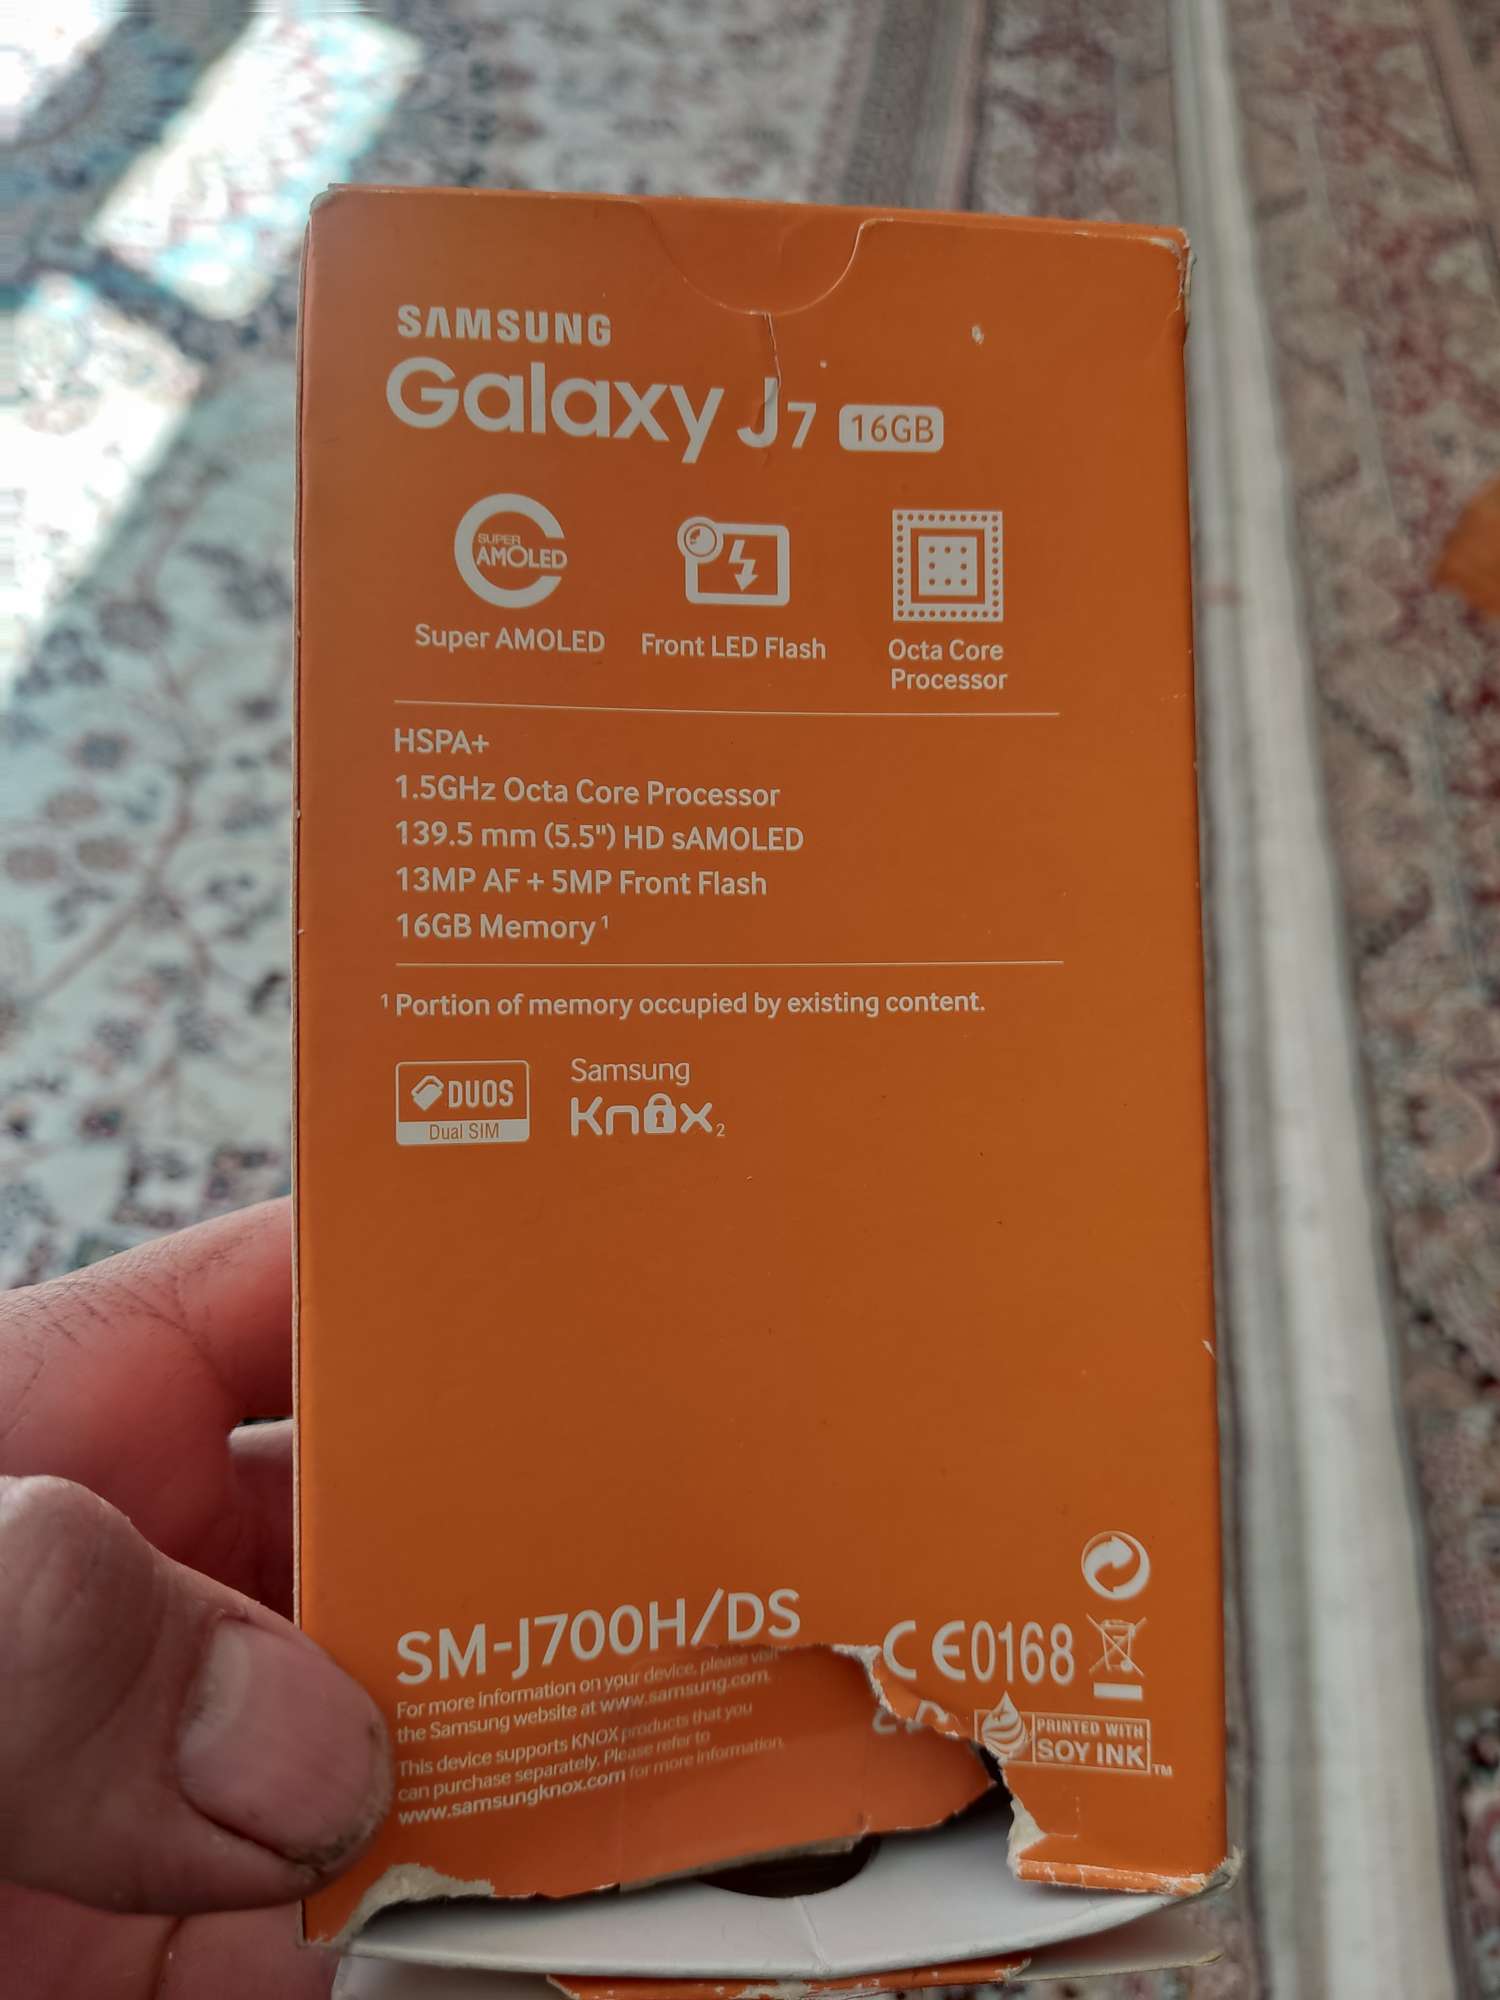 SAMSUNG
Galaxy J7 16GB
SUPER
AMOLED
Super AMOLED
Front LED Flash
Octa Core
Processor
HSPA+
1.5GHz Octa Core Processor
139.5 mm (5.5") HD sAMOLED
13MP AF + 5MP Front Flash
16GB Memory ¹
¹ Portion of memory occupied by existing content.
DUOS
Dual SIM
Samsung
Knox 2
SM-J700H/DS
For more information on your device, please visit
the Samsung website at www.samsung.com.
This device supports KNOX products that you
can purchase separately. Please refer to
www.samsungknox.com for more information.
CE0168
PRINTED WITH
SOY INK™